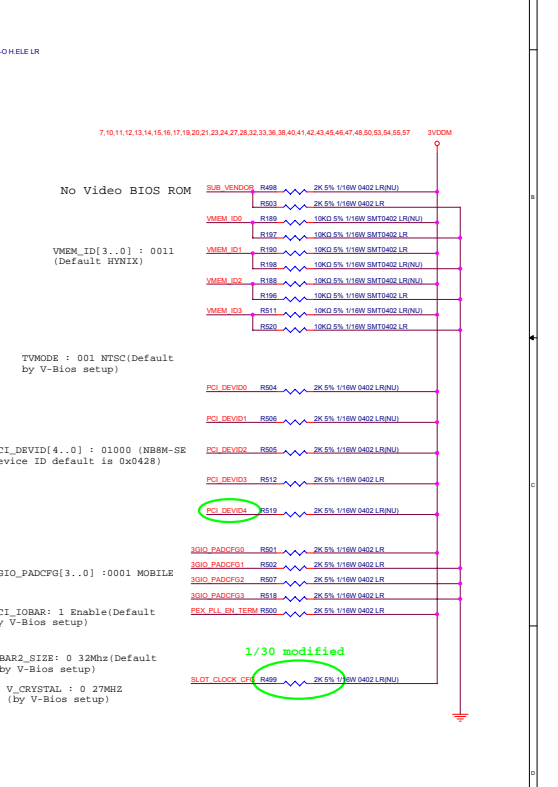 -O H.ELE LR
7,10,11,12,13,14,15,16,17,19,20,21,23,24,27,28,32,33,36,38,40,41,42,43,45,46,47,48,50,53,54,55,57 3VDDM
No Video BIOS ROM SUB_VENDOR R498 2K 5% 1/16W 0402 LR(NU)
B
R503 2K 5% 1/16W 0402 LR
VMEM_ID0 R189 10KΩ 5% 1/16W SMT0402 LR(NU)
R197 10KΩ 5% 1/16W SMT0402 LR
VMEM_ID[3..0] : 0011 VMEM_ID1 R190 10KΩ 5% 1/16W SMT0402 LR
(Default HYNIX) R198 10KΩ 5% 1/16W SMT0402 LR(NU)
VMEM_ID2 R188 10KΩ 5% 1/16W SMT0402 LR(NU)
R196 10KΩ 5% 1/16W SMT0402 LR
VMEM_ID3 R511 10KΩ 5% 1/16W SMT0402 LR(NU)
R520 10KΩ 5% 1/16W SMT0402 LR
TVMODE : 001 NTSC(Default
by V-Bios setup)
PCI_DEVID0 R504 2K 5% 1/16W 0402 LR(NU)
PCI_DEVID1 R506 2K 5% 1/16W 0402 LR(NU)
CI_DEVID[4..0] : 01000 (NB8M-SE PCI_DEVID2 R505 2K 5% 1/16W 0402 LR(NU)
evice ID default is 0x0428)
PCI_DEVID3 R512 2K 5% 1/16W 0402 LR
C
PCI_DEVID4 R519 2K 5% 1/16W 0402 LR(NU)
3GIO_PADCFG0 R501 2K 5% 1/16W 0402 LR
3GIO_PADCFG1 R502 2K 5% 1/16W 0402 LR
GIO_PADCFG[3..0] :0001 MOBILE 3GIO_PADCFG2 R507 2K 5% 1/16W 0402 LR
3GIO_PADCFG3 R518 2K 5% 1/16W 0402 LR
CI_IOBAR: 1 Enable(Default PEX_PLL_EN_TERM R500 2K 5% 1/16W 0402 LR(NU)
y V-Bios setup)
1/30 modified
BAR2_SIZE: 0 32Mhz(Default
by V-Bios setup)
SLOT_CLOCK_CFG R499 2K 5% 1/16W 0402 LR(NU)
V_CRYSTAL : 0 27MHZ
(by V-Bios setup)
D